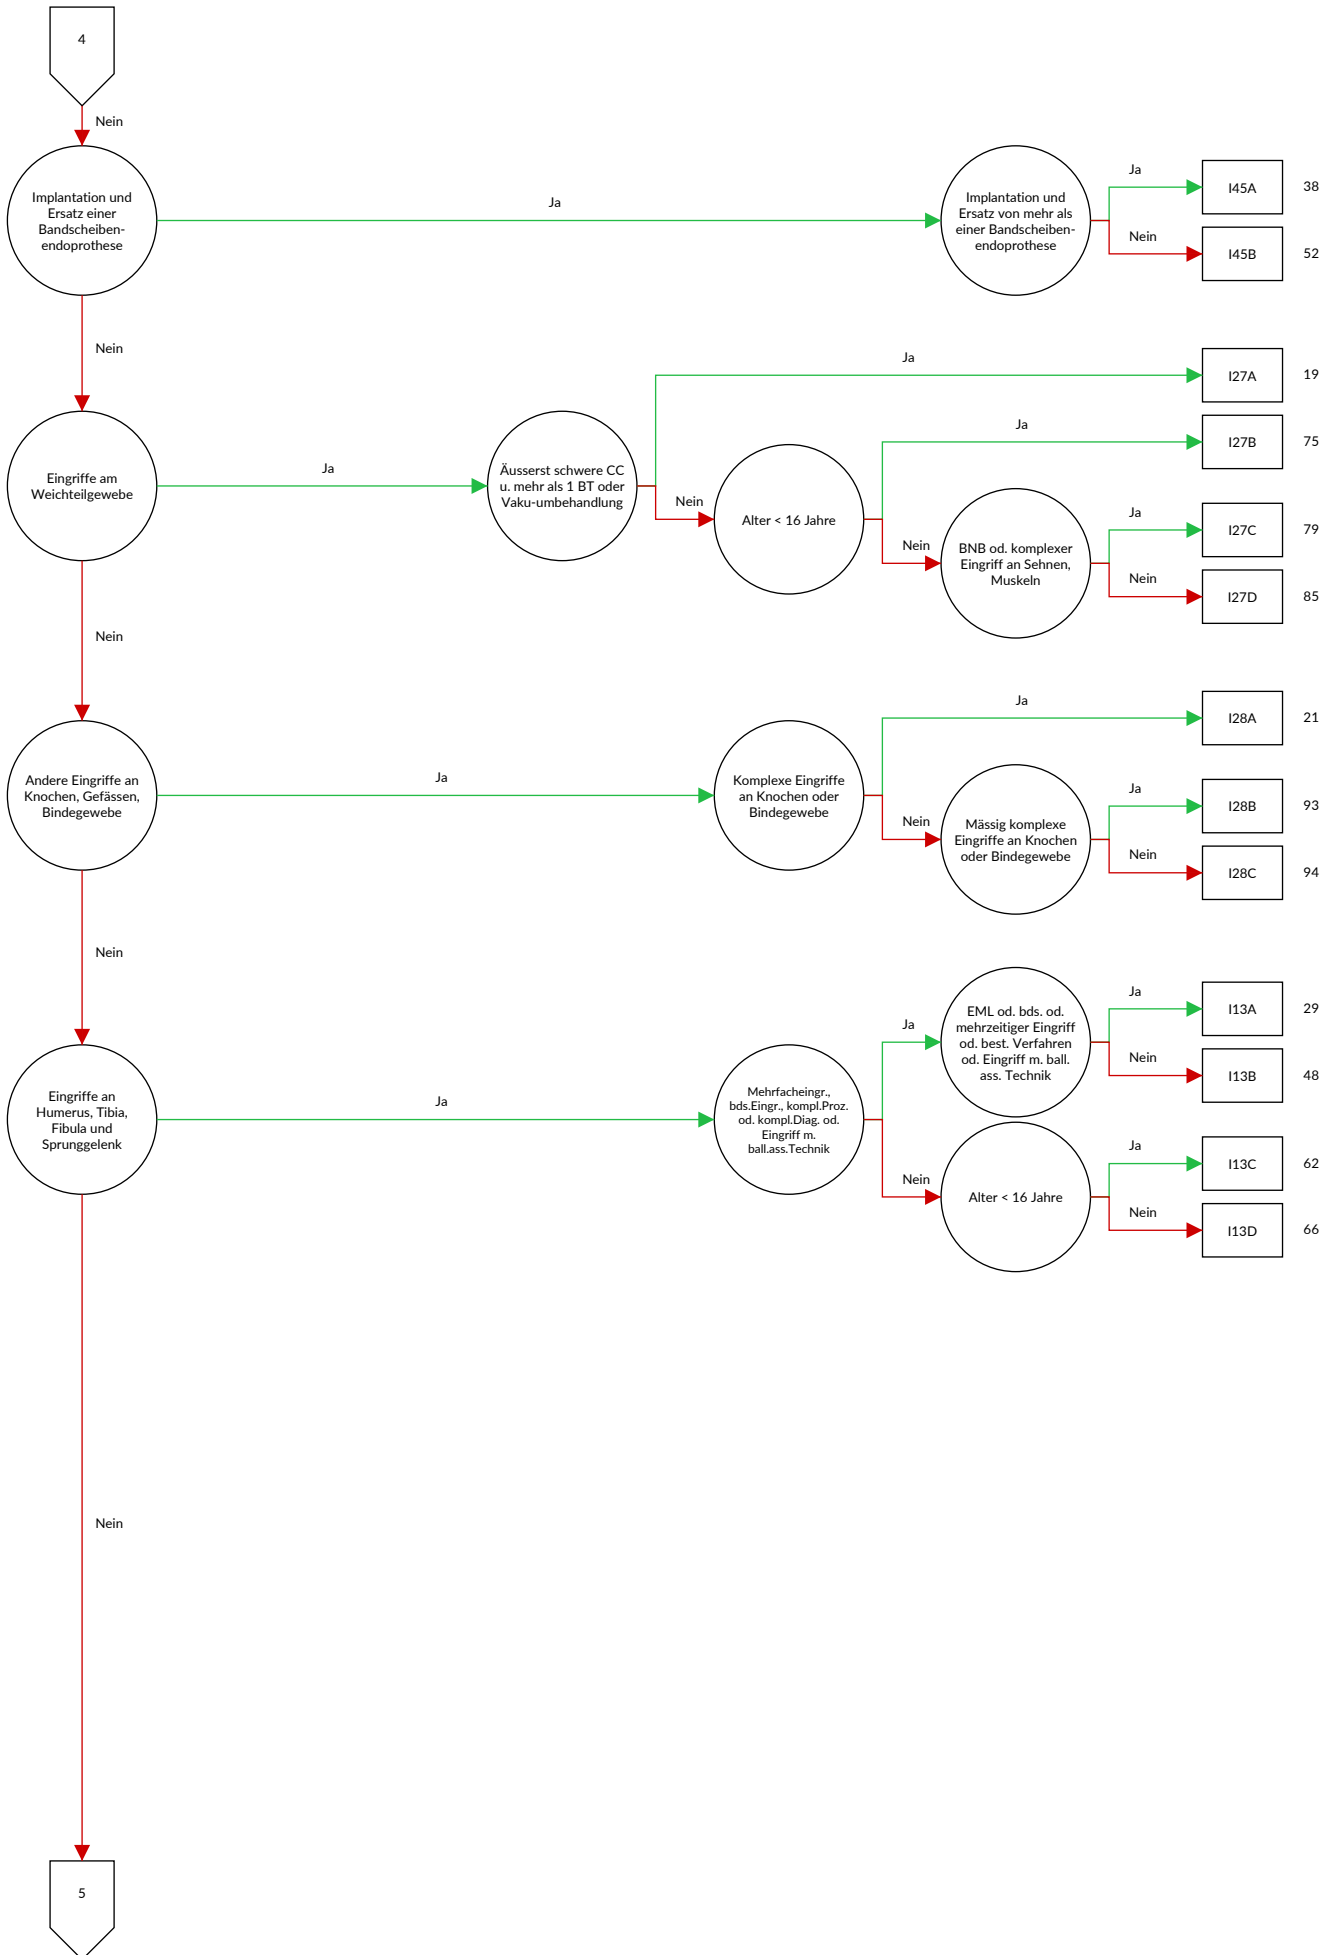 4
Nein
Implantation und
Ersatz einer
Bandscheiben-
endoprothese
Ja
Implantation und
Ersatz von mehr als
einer Bandscheiben-
endoprothese
Ja
I45A
38
Nein
I45B
52
Nein
Eingriffe am
Weichteilgewebe
Ja
Äusserst schwere CC
u. mehr als 1 BT oder
Vaku-umbehandlung
Ja
I27A
19
Nein
Alter < 16 Jahre
Ja
I27B
75
Nein
BNB od. komplexer
Eingriff an Sehnen,
Muskeln
Ja
I27C
79
Nein
I27D
85
Nein
Andere Eingriffe an
Knochen, Gefässen,
Bindegewebe
Ja
Komplexe Eingriffe
an Knochen oder
Bindegewebe
Ja
I28A
21
Nein
Mässig komplexe
Eingriffe an Knochen
oder Bindegewebe
Ja
I28B
93
Nein
I28C
94
Nein
Eingriffe an
Humerus, Tibia,
Fibula und
Sprunggelenk
Ja
Mehrfacheingr.,
bds.Eingr., kompl.Proz.
od. kompl.Diag. od.
Eingriff m.
ball.ass.Technik
Ja
EML od. bds. od.
mehrzeitiger Eingriff
od. best. Verfahren
od. Eingriff m. ball.
ass. Technik
Ja
I13A
29
Nein
I13B
48
Nein
Alter < 16 Jahre
Ja
I13C
62
Nein
I13D
66
Nein
5